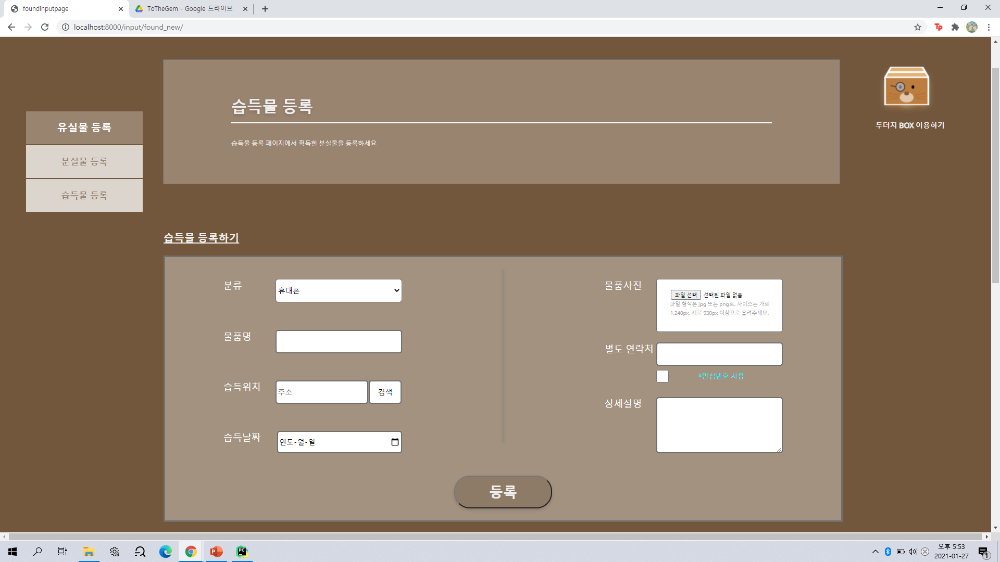 foundinputpage
ToTheGem - Google 드라이브
localhost:8000/input/found_new/
Tp
습득물 등록
습득물 등록 페이지에서 획득한 분실물을 등록하세요
두더지 BOX 이용하기
유실물 등록
분실물 등록
습득물 등록
습득물 등록하기
분류
휴대폰
물품명
습득위치
주소
검색
습득날짜
연도-월-일
물품사진
파일 선택 선택된 파일 없음
파일 형식은 jpg 또는 png로, 사이즈는 가로
1,240px, 세로 930px 이상으로 올려주세요.
별도 연락처
*안심번호 사용
상세설명
등록
P
PC
오후 5:53
2021-01-27
1